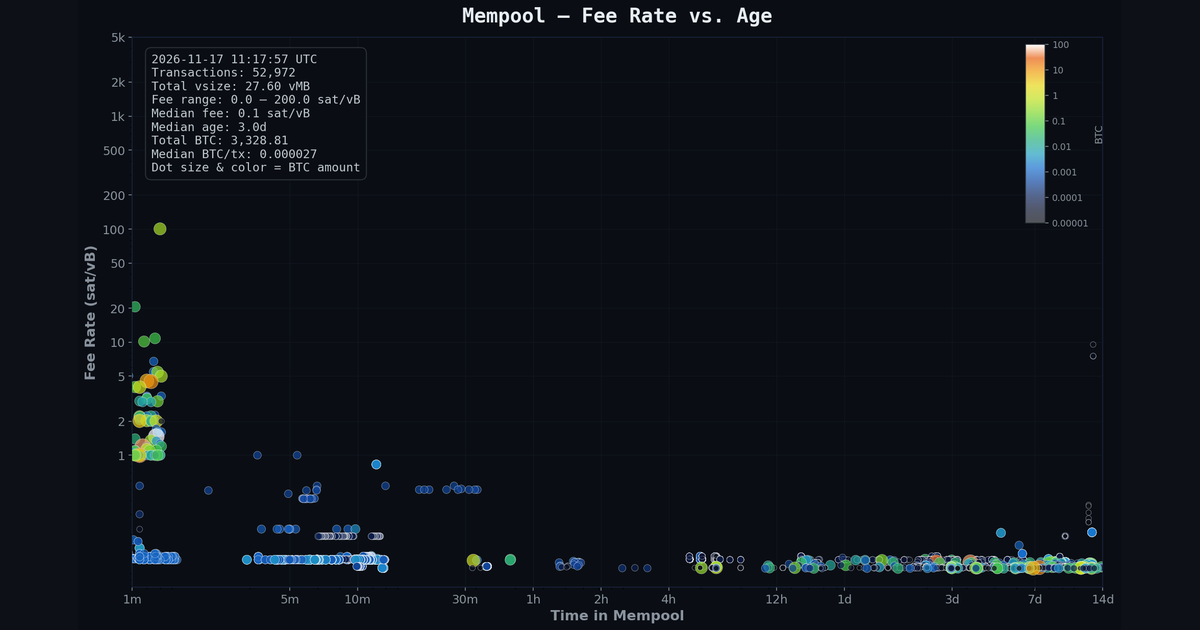 Mempool — Fee Rate vs. Age
2026-11-17 11:17:57 UTC
Transactions: 52,972
Total vsize: 27.60 vMB
Fee range: 0.0 — 200.0 sat/vB
Median fee: 0.1 sat/vB
Median age: 3.0d
Total BTC: 3,328.81
Median BTC/tx: 0.000027
Dot size & color = BTC amount
5k
2k
1k
500
200
100
50
20
10
5
2
1
Fee Rate (sat/vB)
100
10
1
0.1
0.01
0.001
0.0001
0.00001
BTC
1m 5m 10m 30m 1h 2h 4h 12h 1d 3d 7d 14d
Time in Mempool